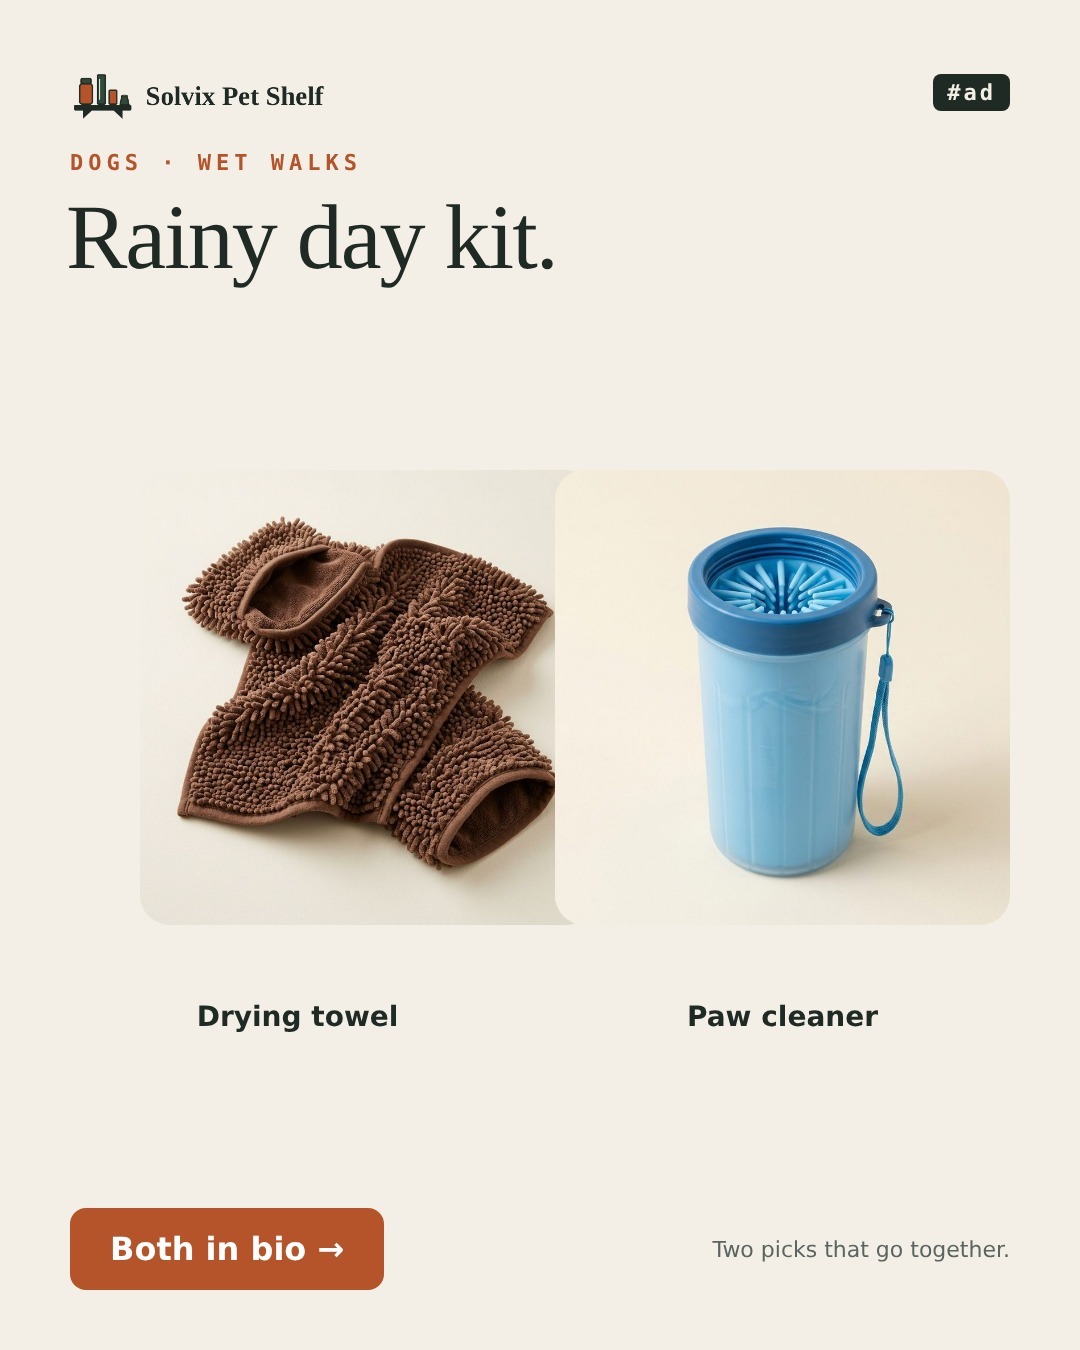 Solvix Pet Shelf
#ad
DOGS · WET WALKS
Rainy day kit.
Drying towel
Paw cleaner
Both in bio →
Two picks that go together.